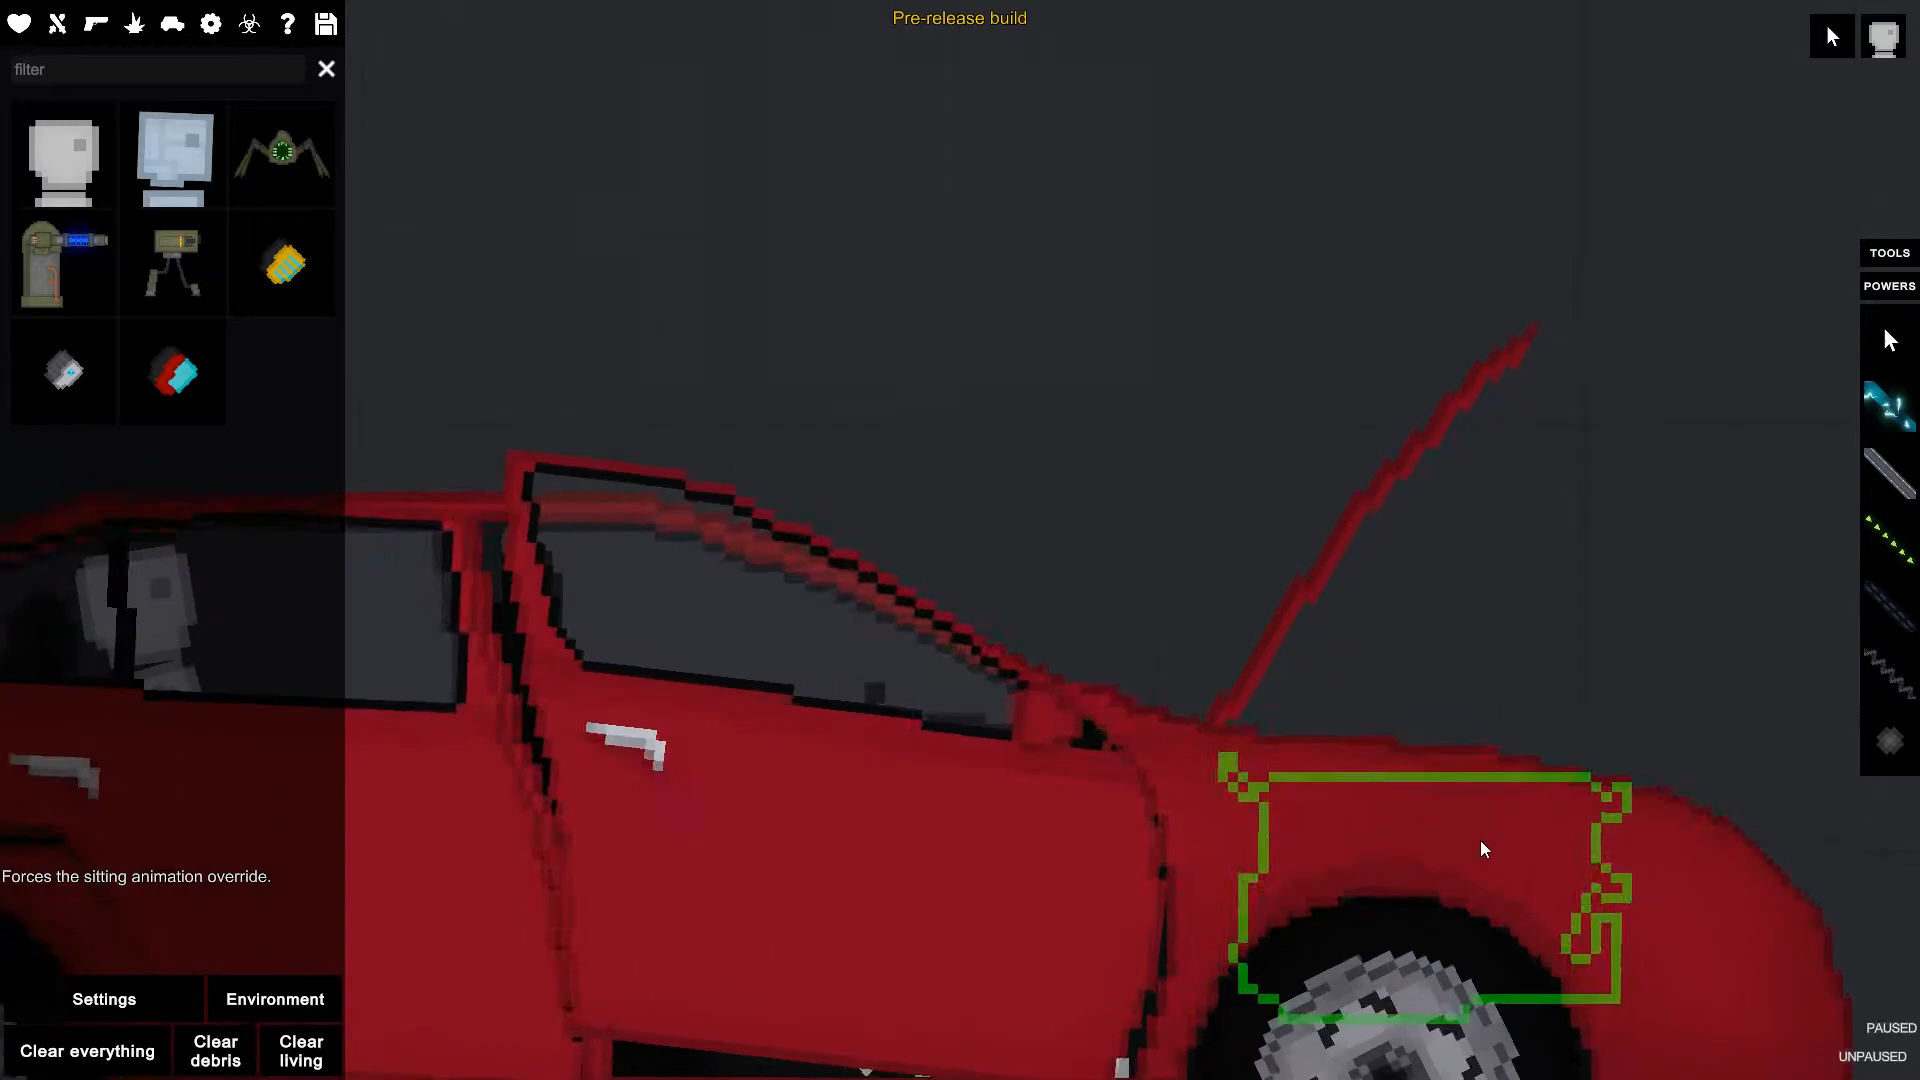 Pre-release build
filter
TOOLS
POWERS
Forces the sitting animation override.
Settings
Environment
Clear everything
Clear
debris
Clear
living
PAUSED
UNPAUSED